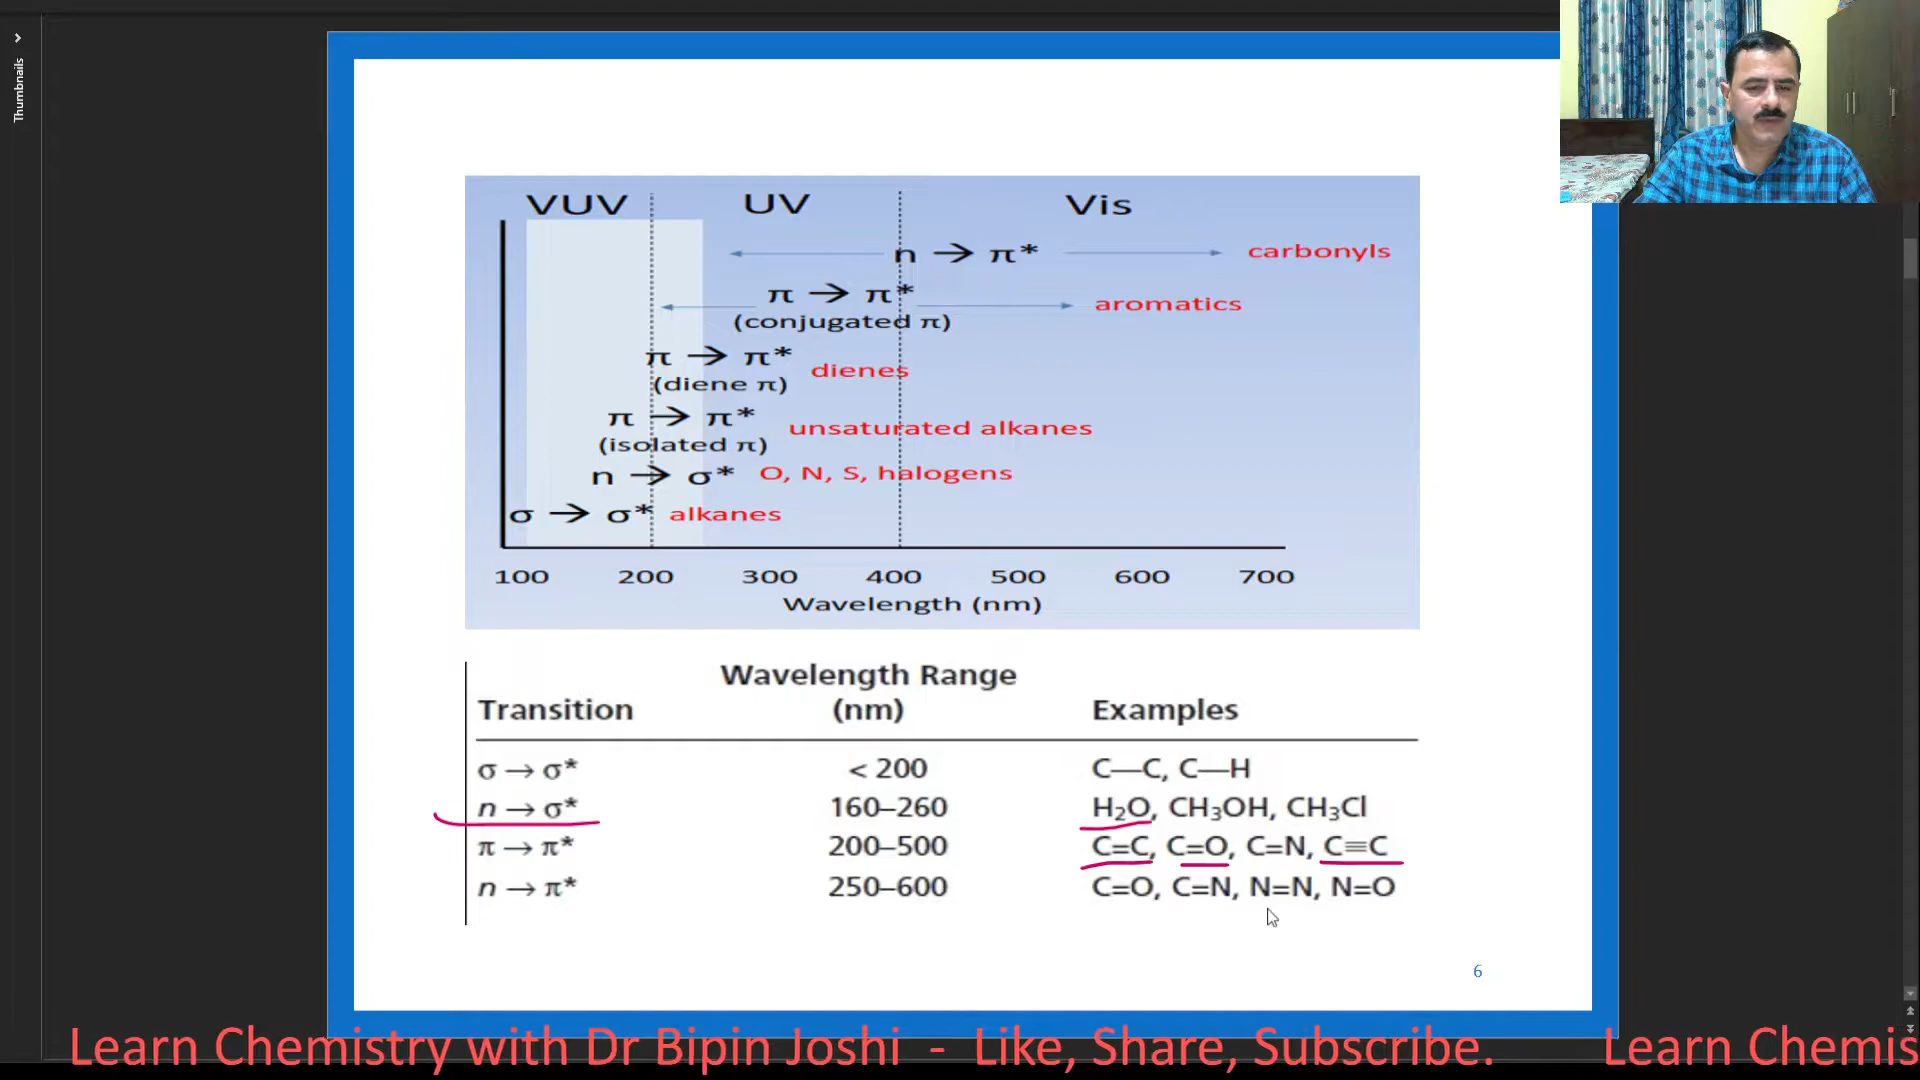 Thumbnails
VUV UV Vis
n → π* carbonyls
π → π* aromatics
(conjugated π)
π → π* dienes
(diene π)
π → π* unsaturated alkanes
(isolated π)
n → σ* O, N, S, halogens
σ → σ* alkanes
100 200 300 400 500 600 700
Wavelength (nm)
Wavelength Range
Transition (nm) Examples
σ → σ* < 200 C—C, C—H
n → σ* 160–260 H₂O, CH₃OH, CH₃Cl
π → π* 200–500 C=C, C=O, C=N, C≡C
n → π* 250–600 C=O, C=N, N=N, N=O
6
Learn Chemistry with Dr Bipin Joshi - Like, Share, Subscribe. Learn Chemis